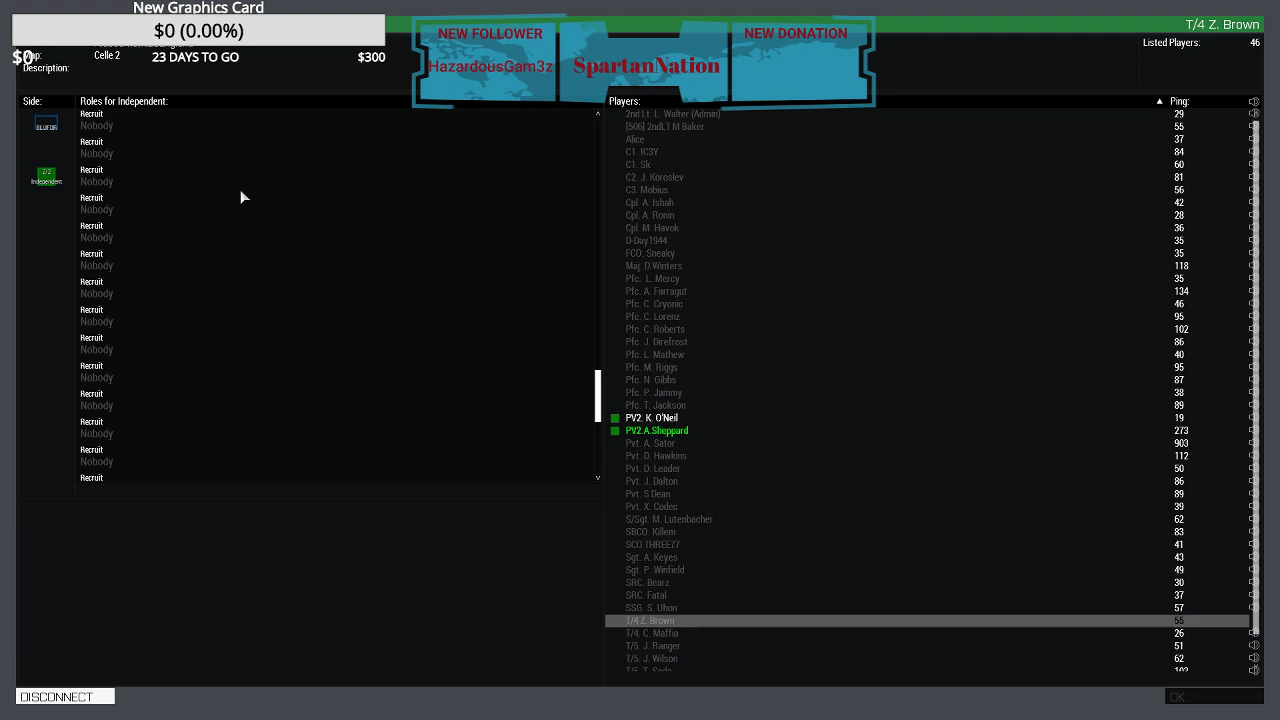 New Graphics Card
$0 (0.00%)
$0
23 DAYS TO GO
$300
Celle 2
Description:
NEW FOLLOWER
HazardousGam3z
SpartanNation
NEW DONATION
T/4 Z. Brown
Listed Players: 46
Side:
BLUFOR
2/2
Independent
Roles for Independent:
Recruit
Nobody
Recruit
Nobody
Recruit
Nobody
Recruit
Nobody
Recruit
Nobody
Recruit
Nobody
Recruit
Nobody
Recruit
Nobody
Recruit
Nobody
Recruit
Nobody
Recruit
Nobody
Recruit
Nobody
Recruit
Nobody
Recruit
Players: Ping:
2nd Lt. L. Walter (Admin) 29
[506] 2ndLT M Baker 55
Alice 37
C1. IC3Y 84
C1. Sk 60
C2. J. Koroslev 81
C3. Mobius 56
Cpl. A. Ishah 42
Cpl. A. Ronin 28
Cpl. M. Havok 36
D-Day1944 35
FCO. Sneaky 35
Maj. D.Winters 118
Pfc. L. Mercy 35
Pfc. A. Farragut 134
Pfc. C. Cryonic 46
Pfc. C. Lorenz 95
Pfc. C. Roberts 102
Pfc. J. Direfrost 86
Pfc. L. Mathew 40
Pfc. M. Riggs 95
Pfc. N. Gibbs 87
Pfc. P. Jammy 38
Pfc. T. Jackson 89
PV2. K. O'Neil 19
PV2.A.Sheppard 273
Pvt. A. Sator 903
Pvt. D. Hawkins 112
Pvt. D. Leader 50
Pvt. J. Dalton 86
Pvt. S Dean 89
Pvt. X. Codec 39
S/Sgt. M. Lutenbacher 62
SBCO. Killem 83
SCO THREE77 41
Sgt. A. Keyes 43
Sgt. P. Winfield 49
SRC. Bearz 30
SRC. Fatal 37
SSG. S. Uhon 57
T/4 Z. Brown 55
T/4. C. Maffia 26
T/5. J. Ranger 51
T/5. J. Wilson 62
DISCONNECT
OK